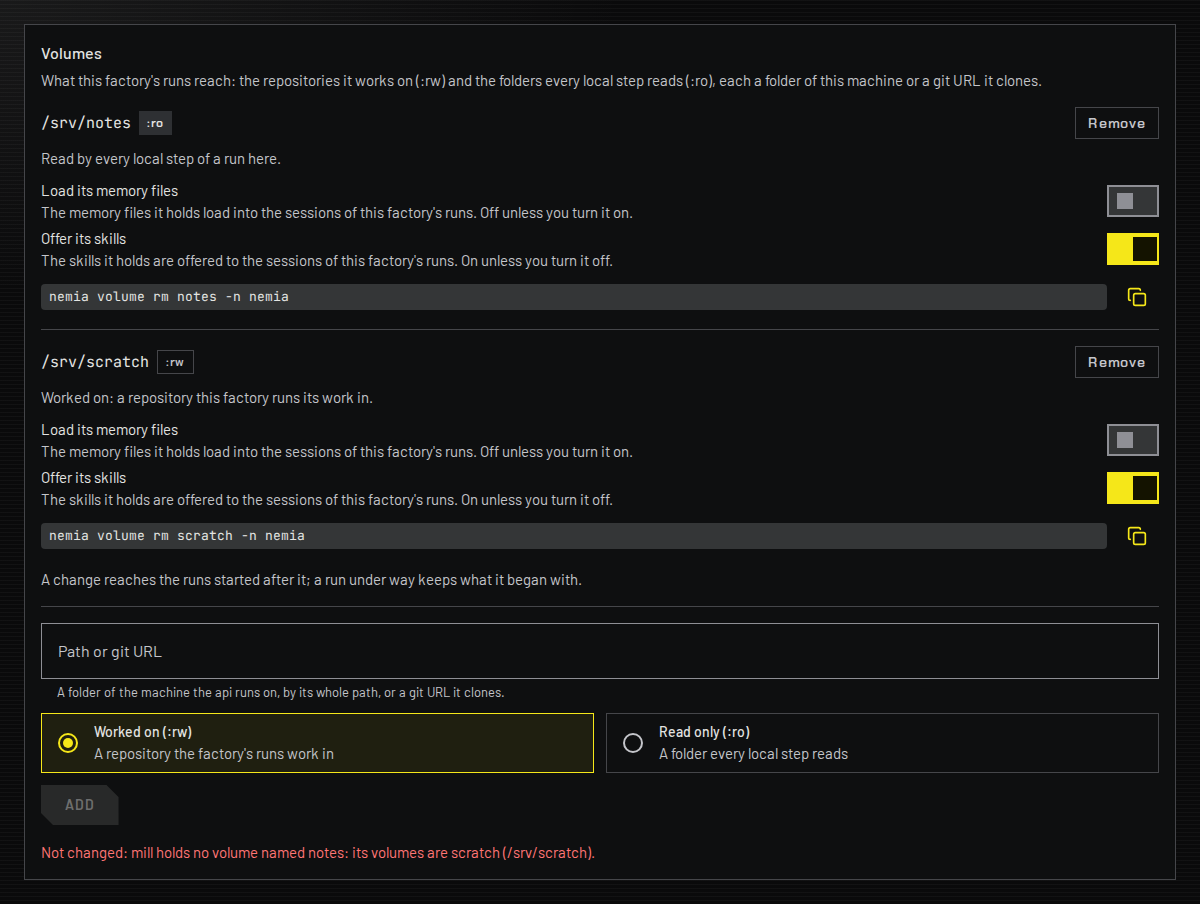 Volumes
What this factory's runs reach: the repositories it works on (:rw) and the folders every local step reads (:ro), each a folder of this machine or a git URL it clones.
/srv/notes :ro Remove
Read by every local step of a run here.
Load its memory files
The memory files it holds load into the sessions of this factory's runs. Off unless you turn it on.
Offer its skills
The skills it holds are offered to the sessions of this factory's runs. On unless you turn it off.
nemia volume rm notes -n nemia
/srv/scratch :rw Remove
Worked on: a repository this factory runs its work in.
Load its memory files
The memory files it holds load into the sessions of this factory's runs. Off unless you turn it on.
Offer its skills
The skills it holds are offered to the sessions of this factory's runs. On unless you turn it off.
nemia volume rm scratch -n nemia
A change reaches the runs started after it; a run under way keeps what it began with.
Path or git URL
A folder of the machine the api runs on, by its whole path, or a git URL it clones.
Worked on (:rw)
A repository the factory's runs work in
Read only (:ro)
A folder every local step reads
ADD
Not changed: mill holds no volume named notes: its volumes are scratch (/srv/scratch).